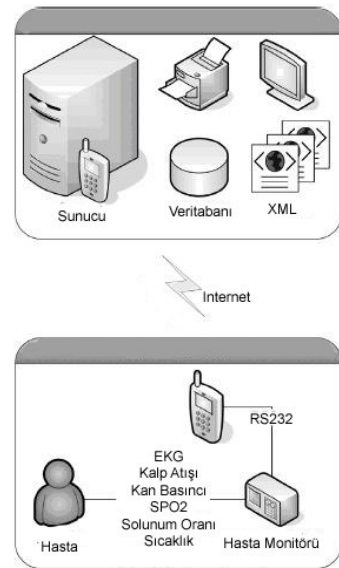 Sunucu
Veritabanı
XML
Internet
RS232
EKG
Kalp Atışı
Kan Basıncı
SPO2
Solunum Oranı
Sıcaklık
Hasta
Hasta Monitörü